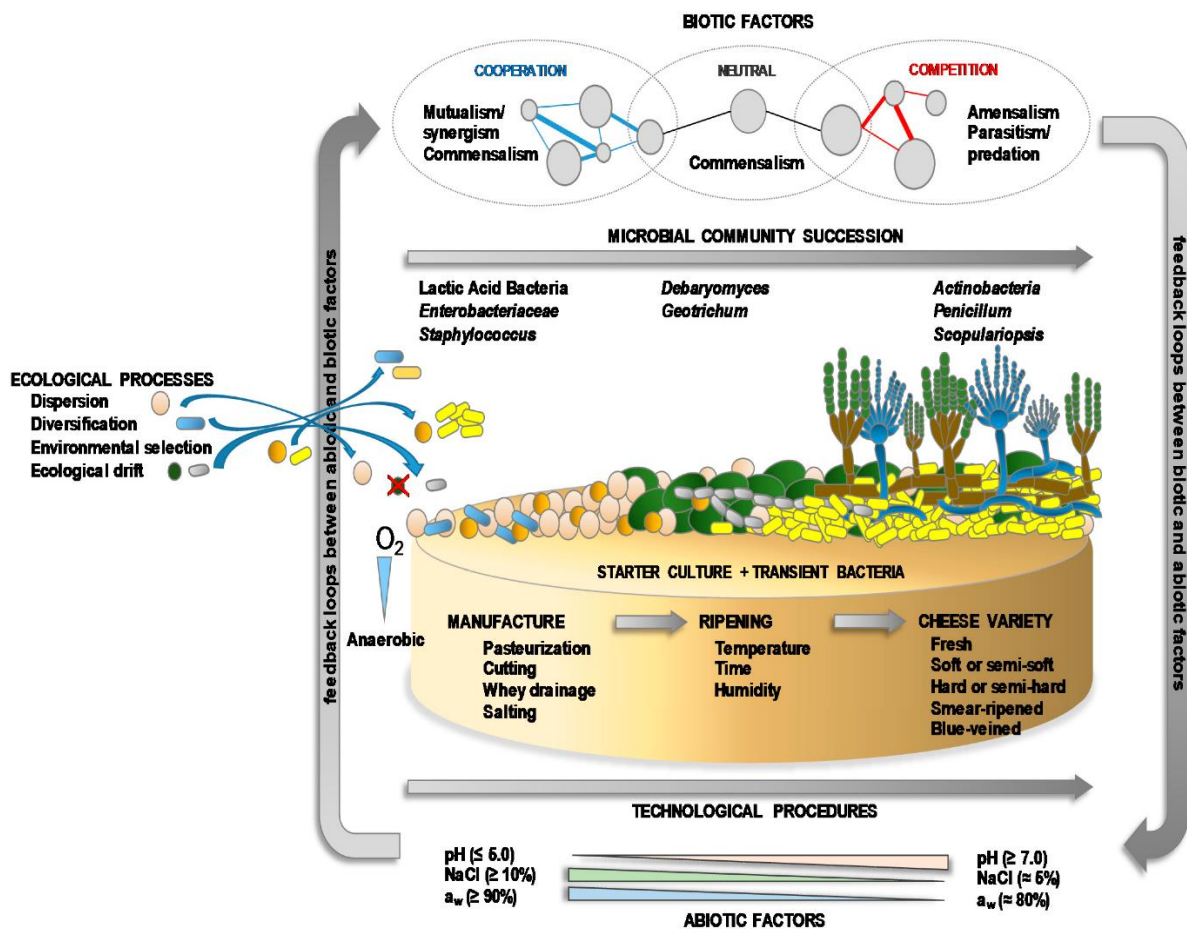 BIOTIC FACTORS
COOPERATION
NEUTRAL
COMPETITION
Mutualism/
synergism
Commensalism
Commensalism
Amensalism
Parasitism/
predation
feedback loops between abiotic and biotic factors
feedback loops between biotic and abiotic factors
MICROBIAL COMMUNITY SUCCESSION
Lactic Acid Bacteria
Enterobacteriaceae
Staphylococcus
Debaryomyces
Geotrichum
Actinobacteria
Penicillum
Scopulariopsis
ECOLOGICAL PROCESSES
Dispersion
Diversification
Environmental selection
Ecological drift
O2
Anaerobic
STARTER CULTURE + TRANSIENT BACTERIA
MANUFACTURE
Pasteurization
Cutting
Whey drainage
Salting
RIPENING
Temperature
Time
Humidity
CHEESE VARIETY
Fresh
Soft or semi-soft
Hard or semi-hard
Smear-ripened
Blue-veined
TECHNOLOGICAL PROCEDURES
pH (≤ 5.0)
NaCl (≥ 10%)
aw (≥ 90%)
pH (≥ 7.0)
NaCl (≈ 5%)
aw (≈ 80%)
ABIOTIC FACTORS